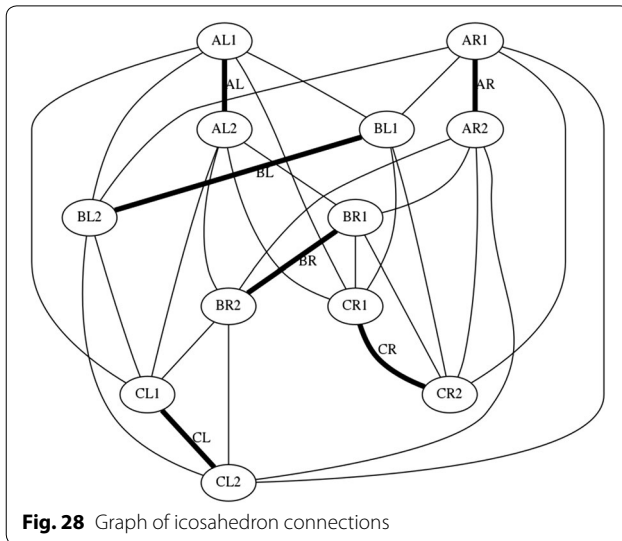 AL1 AR1
AL AR
AL2 BL1 AR2
BL
BL2 BR1
BR
BR2 CR1
CR
CL1 CR2
CL
CL2
Fig. 28 Graph of icosahedron connections